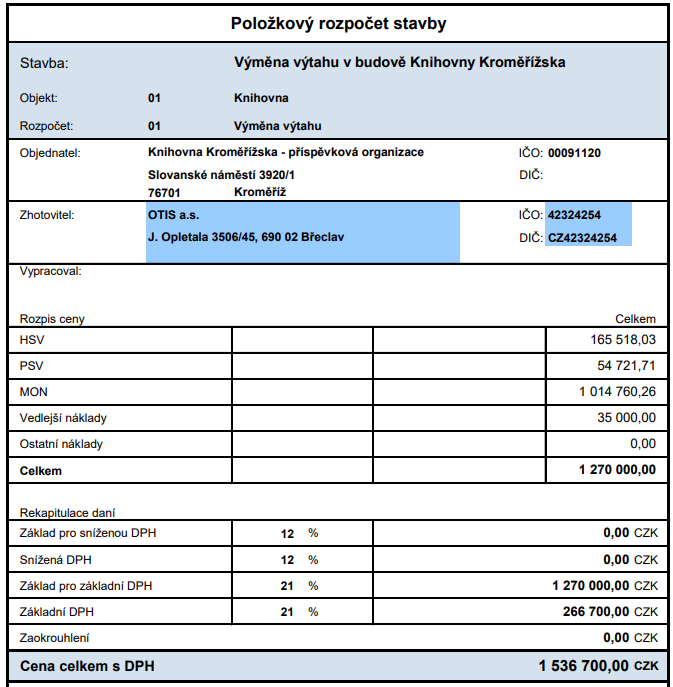 Položkový rozpočet stavby
Stavba: Výměna výtahu v budově Knihovny Kroměřížska
Objekt: 01 Knihovna
Rozpočet: 01 Výměna výtahu
Objednatel: Knihovna Kroměřížska - příspěvková organizace IČO: 00091120
Slovanské náměstí 3920/1 DIČ:
76701 Kroměříž
Zhotovitel: OTIS a.s. IČO: 42324254
J. Opletala 3506/45, 690 02 Břeclav DIČ: CZ42324254
Vypracoval:
Rozpis ceny Celkem
HSV 165 518,03
PSV 54 721,71
MON 1 014 760,26
Vedlejší náklady 35 000,00
Ostatní náklady 0,00
Celkem 1 270 000,00
Rekapitulace daní
Základ pro sníženou DPH 12 % 0,00 CZK
Snížená DPH 12 % 0,00 CZK
Základ pro základní DPH 21 % 1 270 000,00 CZK
Základní DPH 21 % 266 700,00 CZK
Zaokrouhlení 0,00 CZK
Cena celkem s DPH 1 536 700,00 CZK